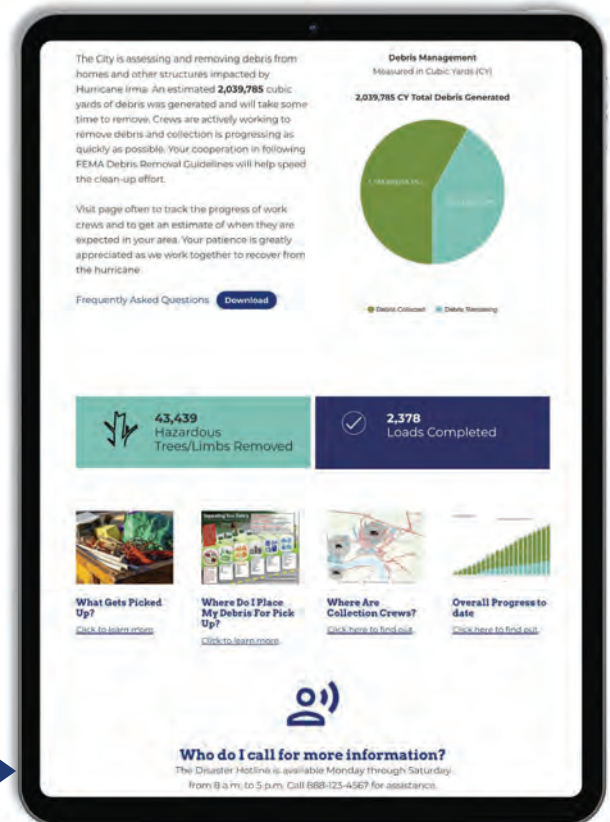 The City is assessing and removing debris from
homes and other structures impacted by
Hurricane Irma. An estimated 2,039,785 cubic
yards of debris was generated and will take some
time to remove. Crews are actively working to
remove debris and collection is progressing as
quickly as possible. Your cooperation in following
FEMA Debris Removal Guidelines will help speed
the clean-up effort.
Visit page often to track the progress of work
crews and to get an estimate of when they are
expected in your area. Your patience is greatly
appreciated as we work together to recover from
the hurricane.
Frequently Asked Questions Download
Debris Management
Measured in Cubic Yards (CY)
2,039,785 CY Total Debris Generated
Debris Collected Debris Remaining
43,439
Hazardous
Trees/Limbs Removed
2,378
Loads Completed
What Gets Picked
Up?
Click to learn more.
Where Do I Place
My Debris For Pick
Up?
Click to learn more.
Where Are
Collection Crews?
Click here to find out.
Overall Progress to
date
Click here to find out.
Who do I call for more information?
The Disaster Hotline is available Monday through Saturday
from 8 a.m. to 5 p.m. Call 888-123-4567 for assistance.